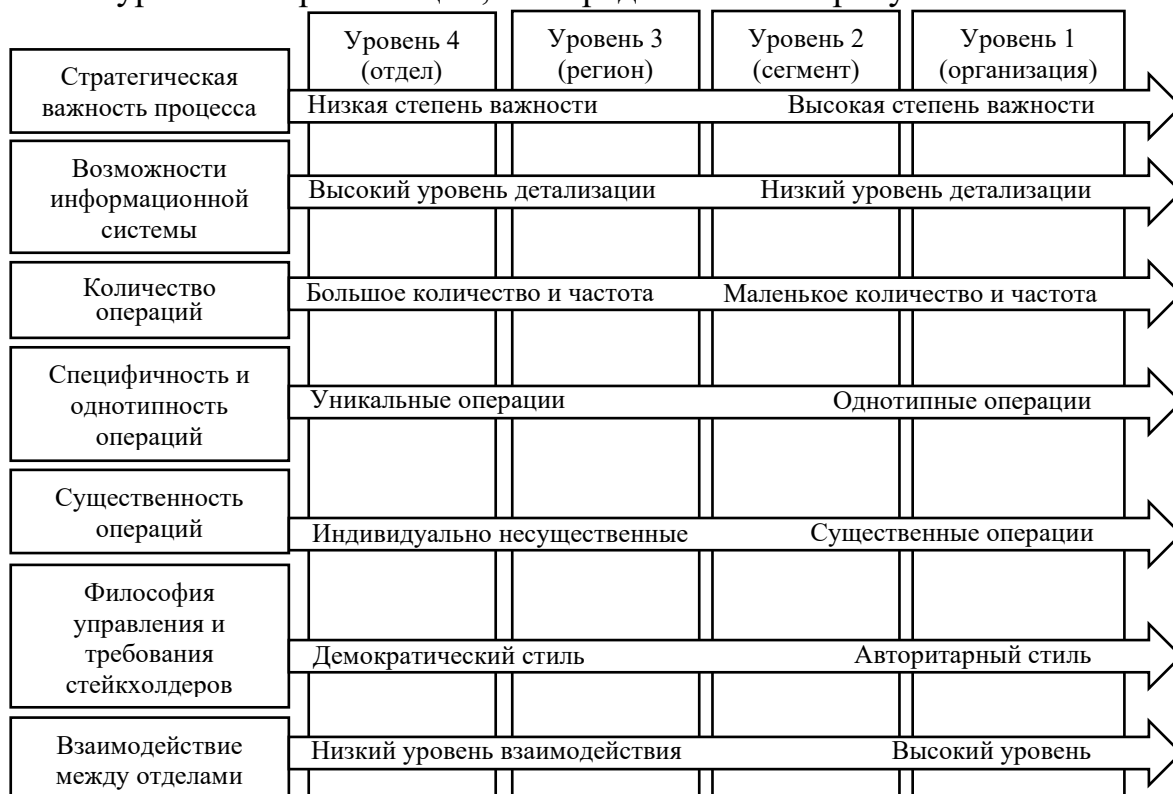 Уровень 4
(отдел)
Уровень 3
(регион)
Уровень 2
(сегмент)
Уровень 1
(организация)
Стратегическая
важность процесса
Низкая степень важности
Высокая степень важности
Возможности
информационной
системы
Высокий уровень детализации
Низкий уровень детализации
Количество
операций
Большое количество и частота
Маленькое количество и частота
Специфичность и
однотипность
операций
Уникальные операции
Однотипные операции
Существенность
операций
Индивидуально несущественные
Существенные операции
Философия
управления и
требования
стейкхолдеров
Демократический стиль
Авторитарный стиль
Взаимодействие
между отделами
Низкий уровень взаимодействия
Высокий уровень